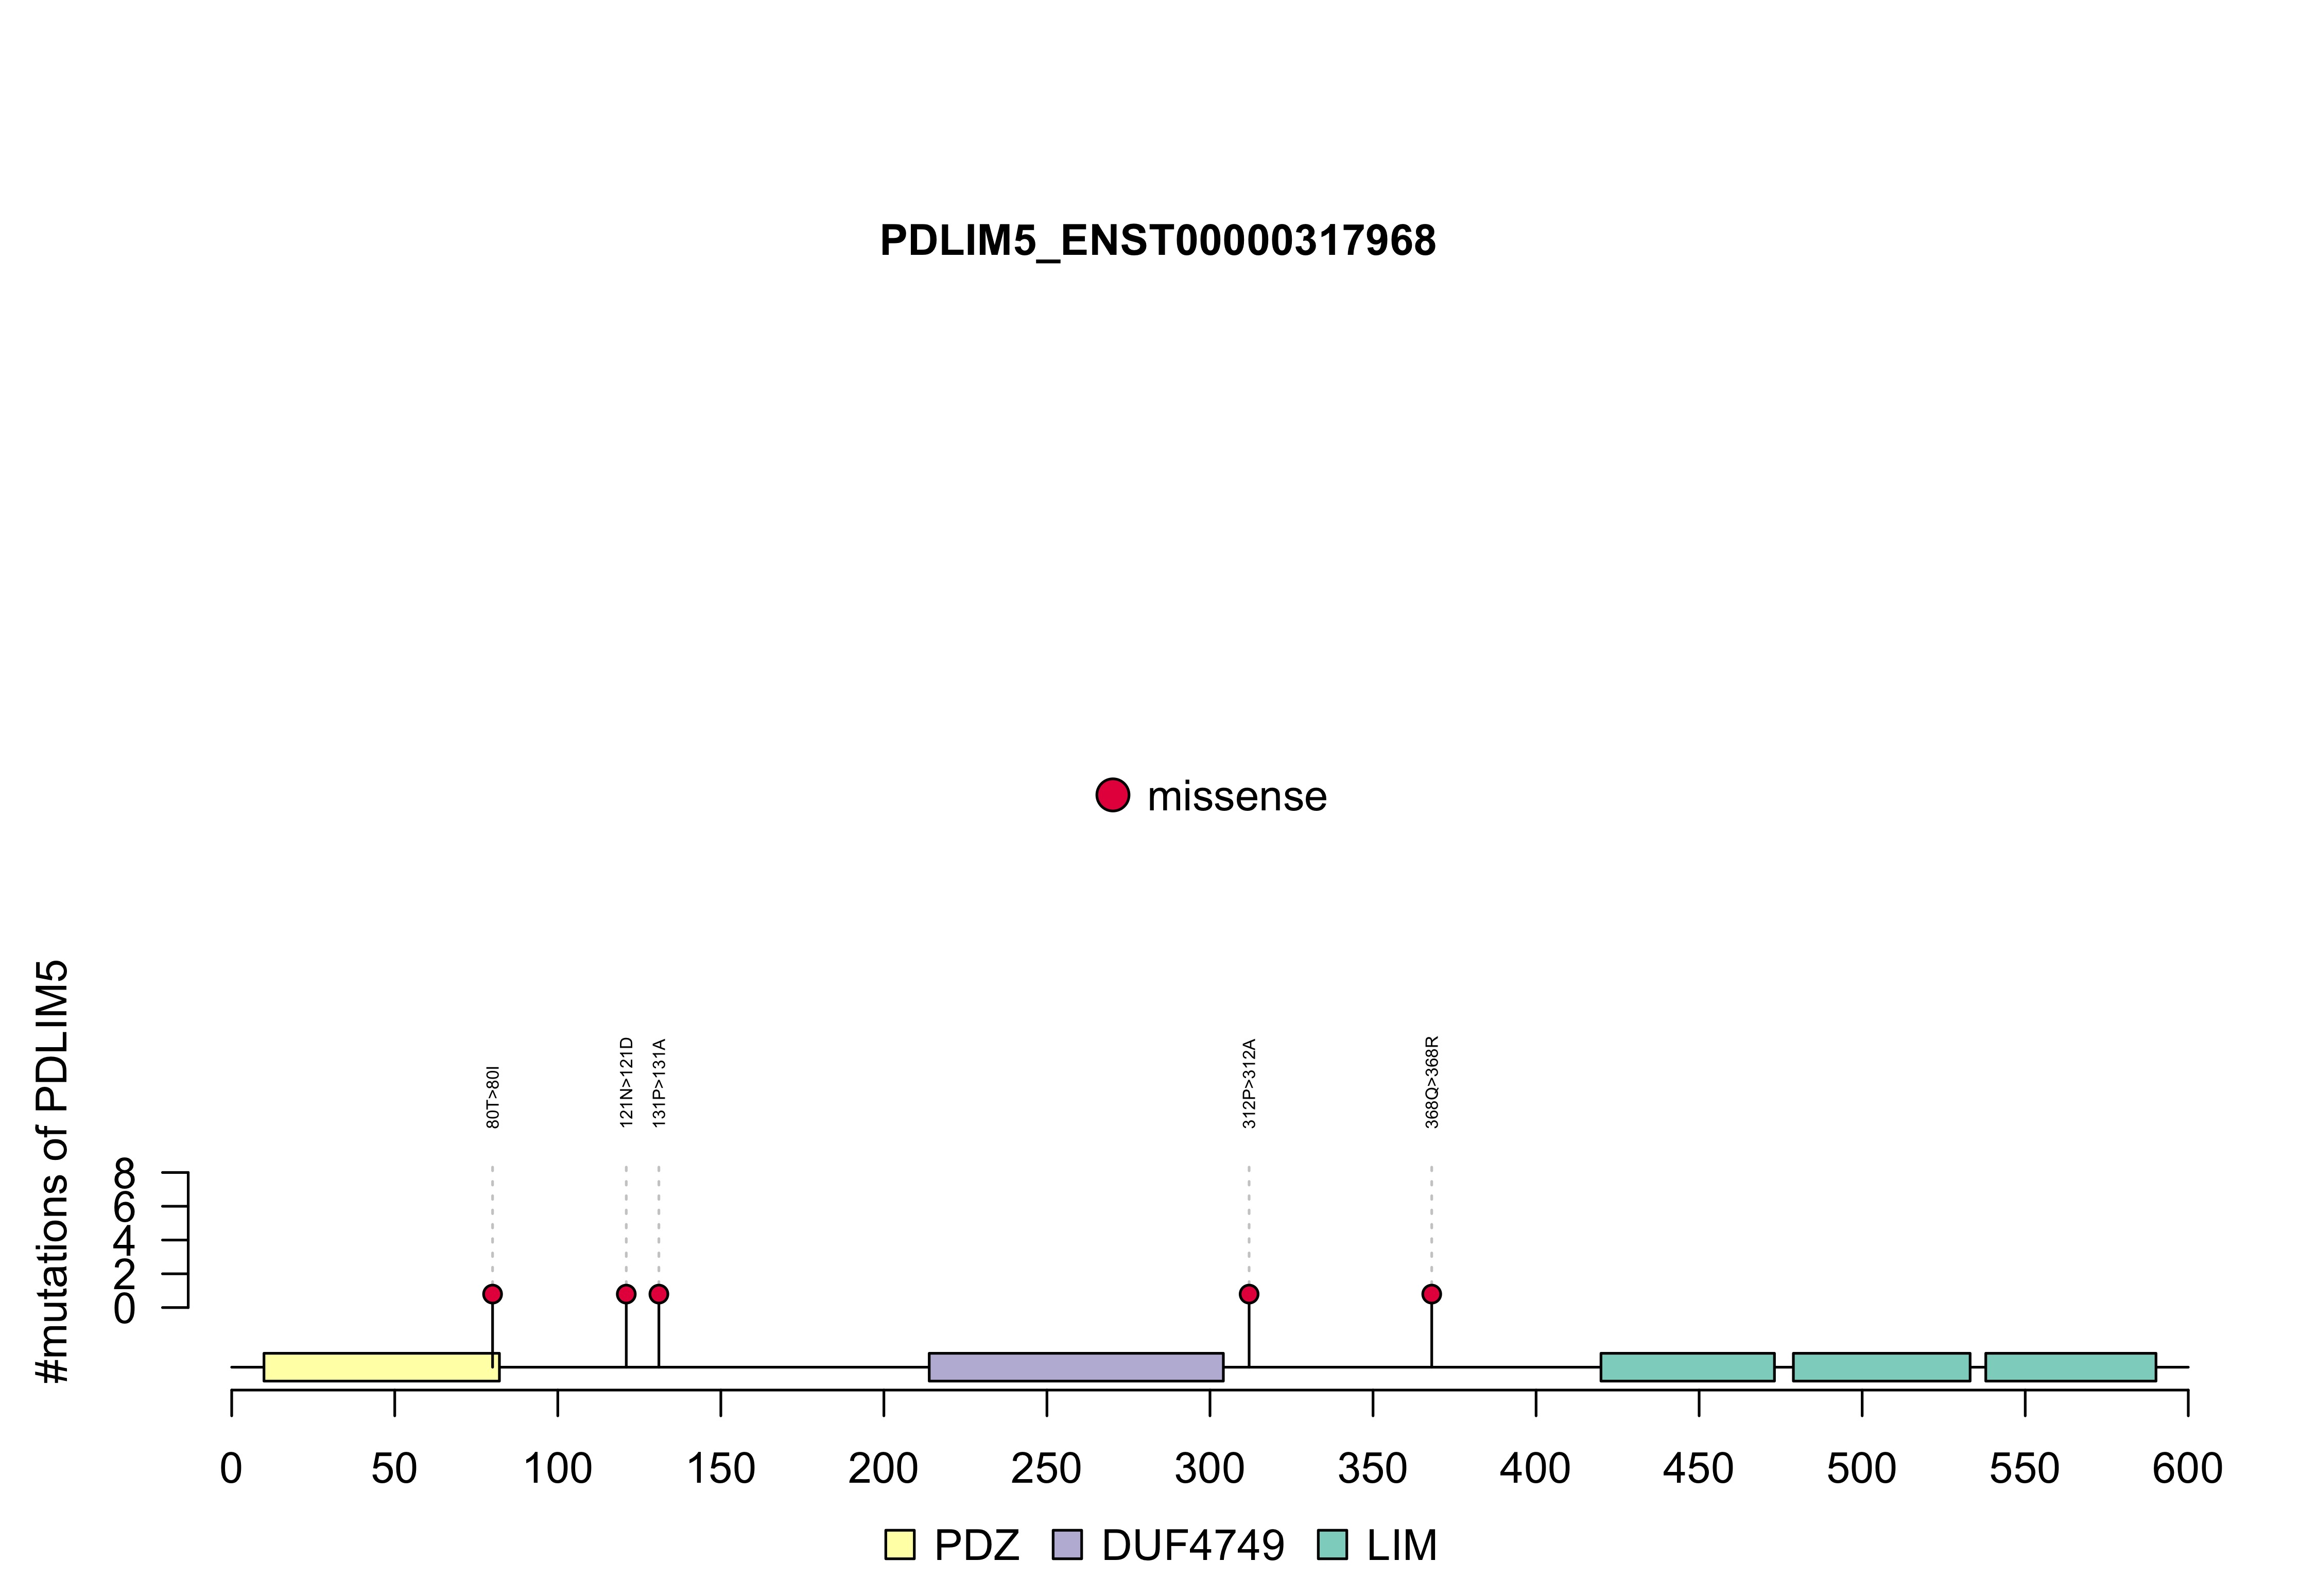 PDLIM5_ENST00000317968
missense
#mutations of PDLIM5
80T>80I
121N>121D
131P>131A
312P>312A
368Q>368R
8
6
4
2
0
0 50 100 150 200 250 300 350 400 450 500 550 600
PDZ DUF4749 LIM